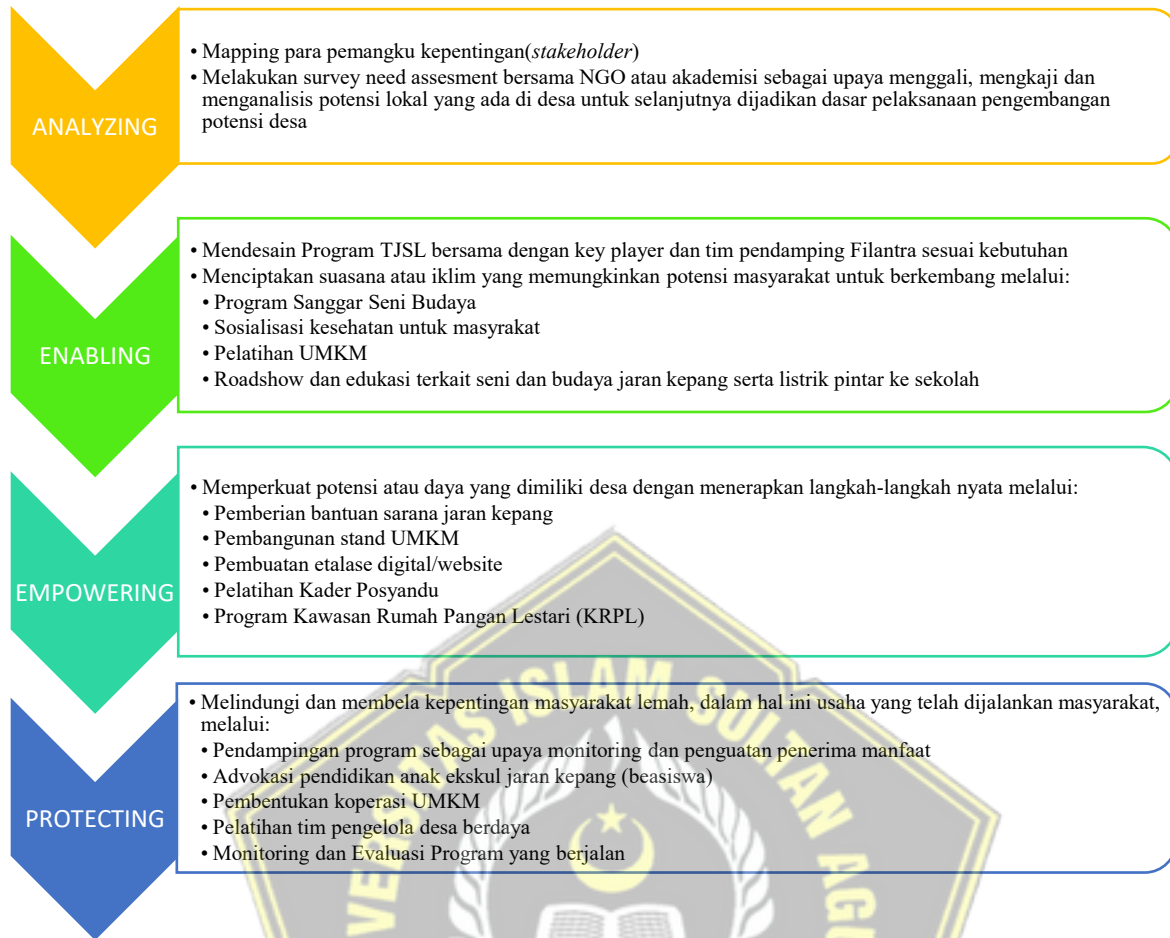 ANALYZING
• Mapping para pemangku kepentingan(stakeholder)
• Melakukan survey need assesment bersama NGO atau akademisi sebagai upaya menggali, mengkaji dan
menganalisis potensi lokal yang ada di desa untuk selanjutnya dijadikan dasar pelaksanaan pengembangan
potensi desa
ENABLING
• Mendesain Program TJSL bersama dengan key player dan tim pendamping Filantra sesuai kebutuhan
• Menciptakan suasana atau iklim yang memungkinkan potensi masyarakat untuk berkembang melalui:
• Program Sanggar Seni Budaya
• Sosialisasi kesehatan untuk masyrakat
• Pelatihan UMKM
• Roadshow dan edukasi terkait seni dan budaya jaran kepang serta listrik pintar ke sekolah
EMPOWERING
• Memperkuat potensi atau daya yang dimiliki desa dengan menerapkan langkah-langkah nyata melalui:
• Pemberian bantuan sarana jaran kepang
• Pembangunan stand UMKM
• Pembuatan etalase digital/website
• Pelatihan Kader Posyandu
• Program Kawasan Rumah Pangan Lestari (KRPL)
PROTECTING
• Melindungi dan membela kepentingan masyarakat lemah, dalam hal ini usaha yang telah dijalankan masyarakat,
melalui:
• Pendampingan program sebagai upaya monitoring dan penguatan penerima manfaat
• Advokasi pendidikan anak ekskul jaran kepang (beasiswa)
• Pembentukan koperasi UMKM
• Pelatihan tim pengelola desa berdaya
• Monitoring dan Evaluasi Program yang berjalan
ISLAM SULTAN